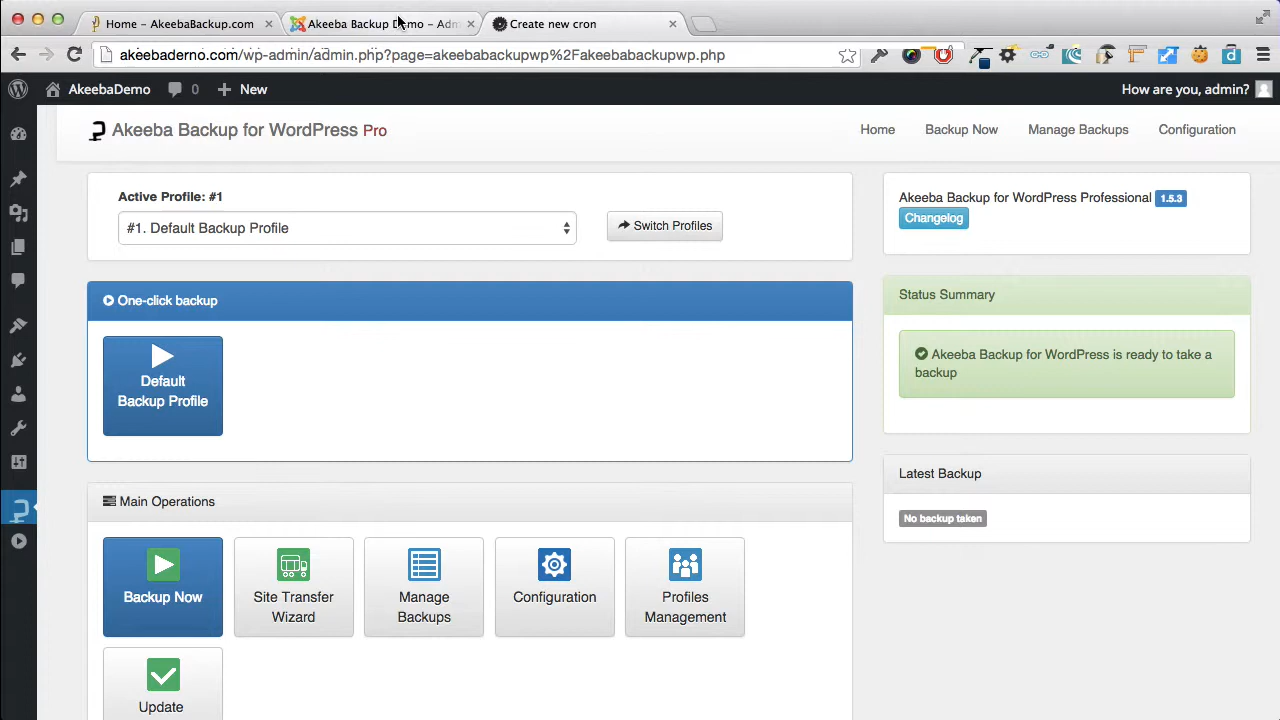 Home – AkeebaBackup.com
Akeeba Backup Demo – Adm
Create new cron
akeebaderno.com/wp-admin/admin.php?page=akeebabackupwp%2Fakeebabackupwp.php
AkeebaDemo
0
New
How are you, admin?
Akeeba Backup for WordPress Pro
Home
Backup Now
Manage Backups
Configuration
Active Profile: #1
#1. Default Backup Profile
Switch Profiles
Akeeba Backup for WordPress Professional 1.5.3
Changelog
One-click backup
Default
Backup Profile
Status Summary
Akeeba Backup for WordPress is ready to take a
backup
Latest Backup
No backup taken
Main Operations
Backup Now
Site Transfer
Wizard
Manage
Backups
Configuration
Profiles
Management
Update